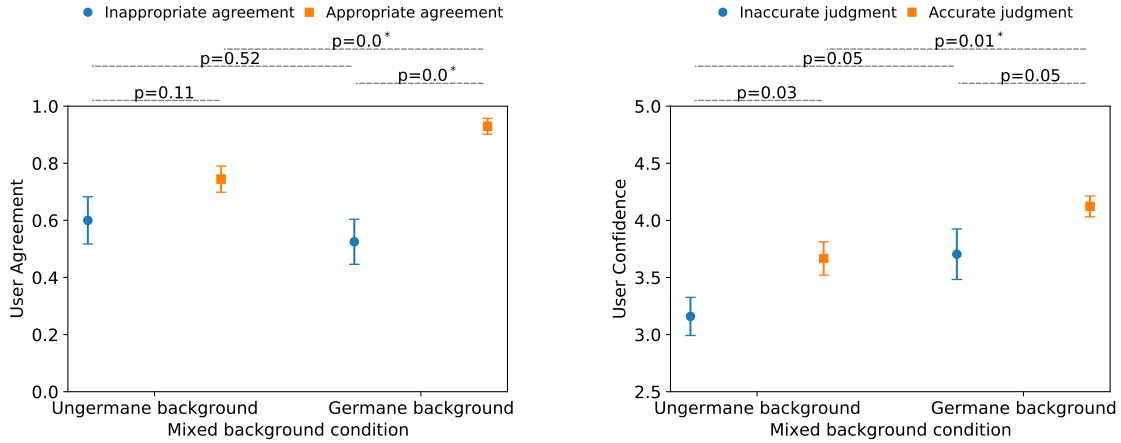 Inappropriate agreement Appropriate agreement
p=0.0*
p=0.52
p=0.0*
p=0.11
1.0
0.8
0.6
0.4
0.2
0.0
User Agreement
Ungermane background Germane background
Mixed background condition
Inaccurate judgment Accurate judgment
p=0.01*
p=0.05
p=0.05
p=0.03
5.0
4.5
4.0
3.5
3.0
2.5
User Confidence
Ungermane background Germane background
Mixed background condition